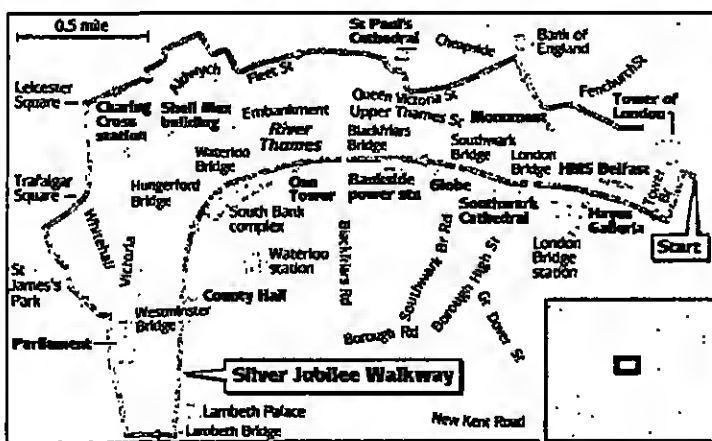 0.5 mile
St Paul's
Cathedral
Cheapside
Bank of
England
Aldwych
Fleet St
Fenchurch St
Leicester
Square
Charing
Cross
station
Shell Max
building
Embankment
Queen Victoria St
Upper Thames St
Monument
Tower of
London
River
Thames
Blackfriars
Bridge
Waterloo
Bridge
Southwark
Bridge
London
Bridge
HMS Belfast
Tower Br
Trafalgar
Square
Hungerford
Bridge
Oxo
Tower
Bankside
power stn
Globe
Southwark
Cathedral
Hays
Galleria
Start
South Bank
complex
Whitehall
Victoria
Blackfriars Rd
Southwark Br Rd
Borough High St
London
Bridge
station
Waterloo
station
St
James's
Park
County Hall
Westminster
Bridge
Gt Dover St
Borough Rd
Parliament
Silver Jubilee Walkway
Lambeth Palace
Lambeth Bridge
New Kent Road